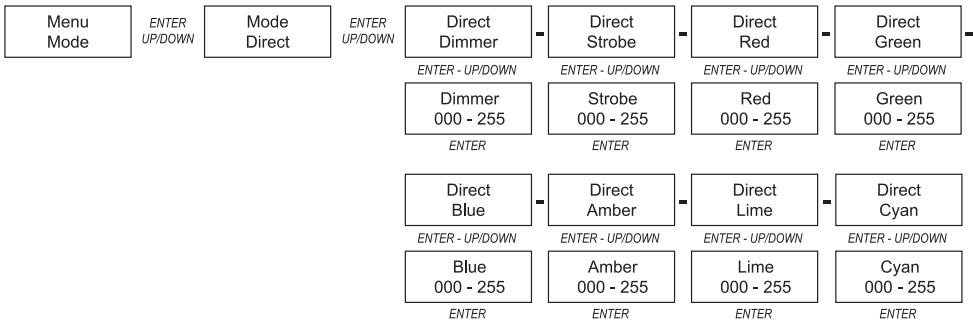 Menu
Mode
ENTER
UP/DOWN
Mode
Direct
ENTER
UP/DOWN
Direct
Dimmer
Direct
Strobe
Direct
Red
Direct
Green
ENTER - UP/DOWN
ENTER - UP/DOWN
ENTER - UP/DOWN
ENTER - UP/DOWN
Dimmer
000 - 255
Strobe
000 - 255
Red
000 - 255
Green
000 - 255
ENTER
ENTER
ENTER
ENTER
Direct
Blue
Direct
Amber
Direct
Lime
Direct
Cyan
ENTER - UP/DOWN
ENTER - UP/DOWN
ENTER - UP/DOWN
ENTER - UP/DOWN
Blue
000 - 255
Amber
000 - 255
Lime
000 - 255
Cyan
000 - 255
ENTER
ENTER
ENTER
ENTER